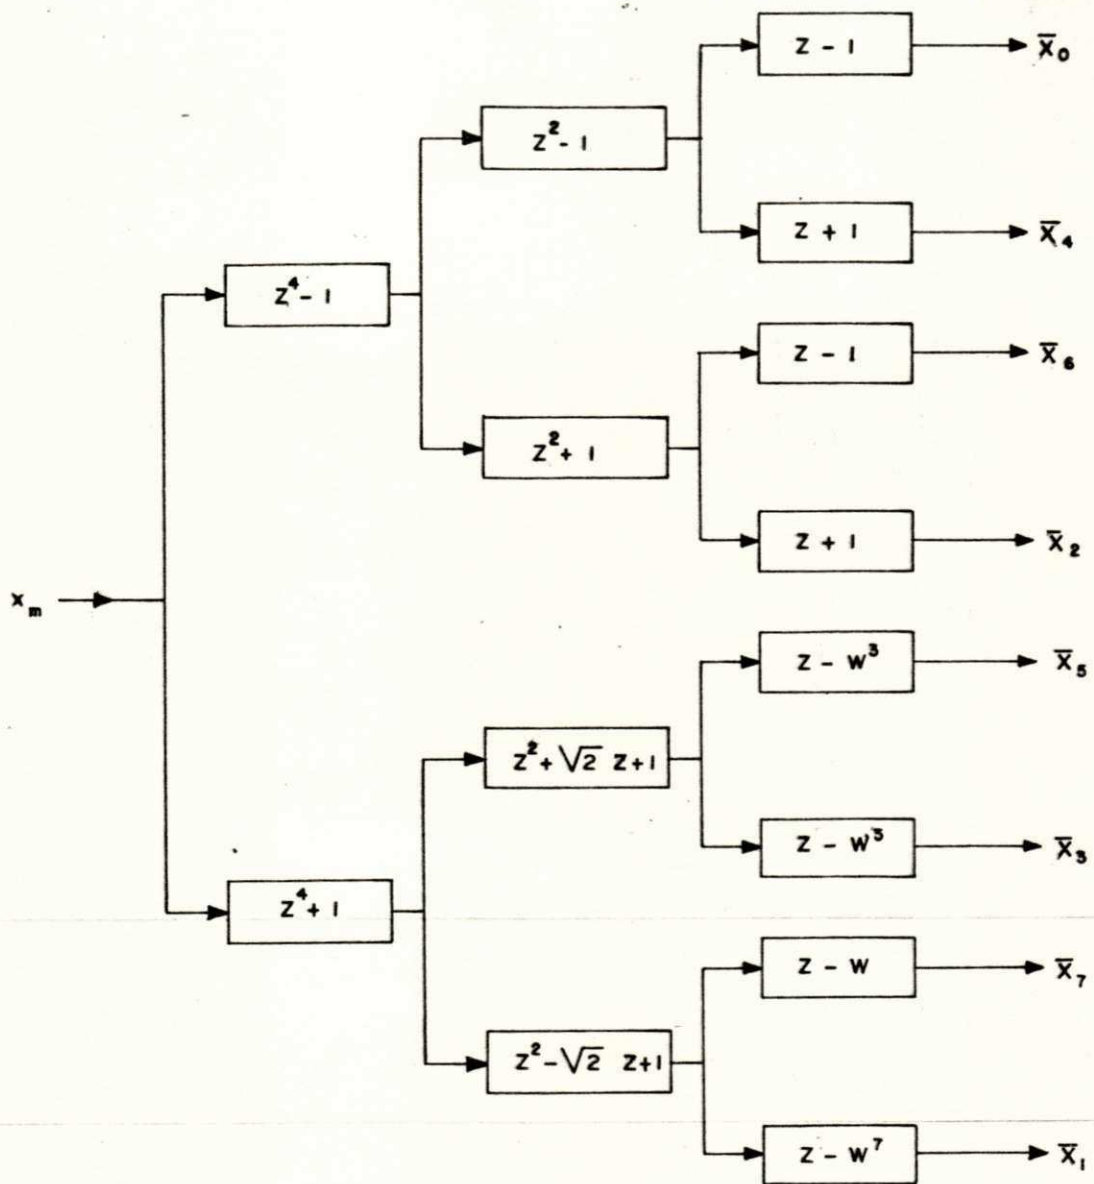 Z - 1
X̅₀
Z² - 1
Z + 1
X̅₄
Z⁴ - 1
Z - 1
X̅₆
Z² + 1
Z + 1
X̅₂
xₘ
Z - W³
X̅₅
Z² + √2 Z + 1
Z - W³
X̅₃
Z⁴ + 1
Z - W
X̅₇
Z² - √2 Z + 1
Z - W⁷
X̅₁